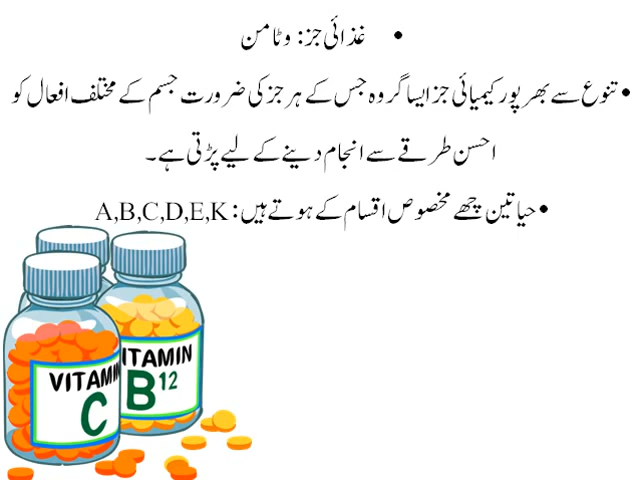 • غذائی جز: وٹامن
• تنوع سے بھرپور کیمیائی جز ایسا گروہ جس کے ہر جز کی ضرورت جسم کے مختلف افعال کو
احسن طریقے سے انجام دینے کے لیے پڑتی ہے۔
• حیاتین چھے مخصوص اقسام کے ہوتے ہیں: A,B,C,D,E,K
VITAMIN
C
ITAMIN
B12